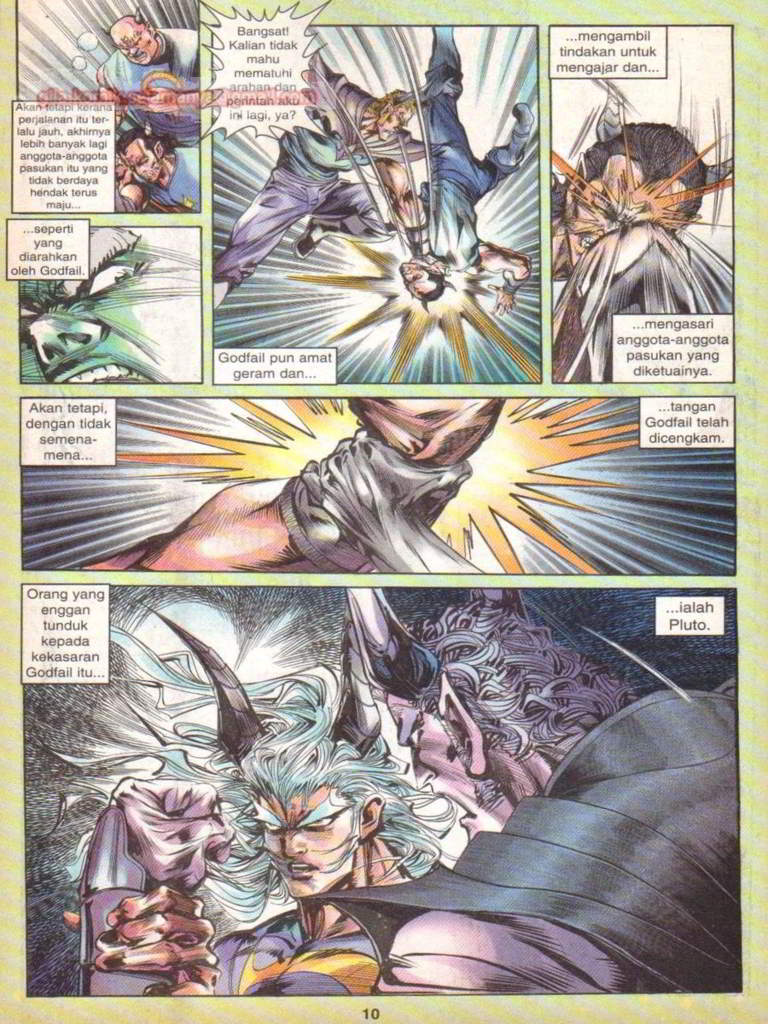 Akan tetapi kerana
perjalanan itu ter-
lalu jauh, akhirnya
lebih banyak lagi
anggota-anggota
pasukan itu yang
tidak berdaya
hendak terus
maju...
...seperti
yang
diarahkan
oleh Godfail.
Bangsat!
Kalian tidak
mahu
mematuhi
arahan dan
perintah aku
ini lagi, ya?
Godfail pun amat
geram dan...
...mengambil
tindakan untuk
mengajar dan...
...mengasari
anggota-anggota
pasukan yang
diketuainya.
Akan tetapi,
dengan tidak
semena-
mena...
...tangan
Godfail telah
dicengkam.
Orang yang
enggan
tunduk
kepada
kekasaran
Godfail itu...
...ialah
Pluto.
10